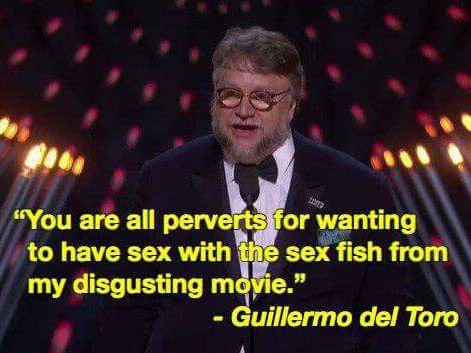 “You are all perverts for wanting
to have sex with the sex fish from
my disgusting movie.”
- Guillermo del Toro